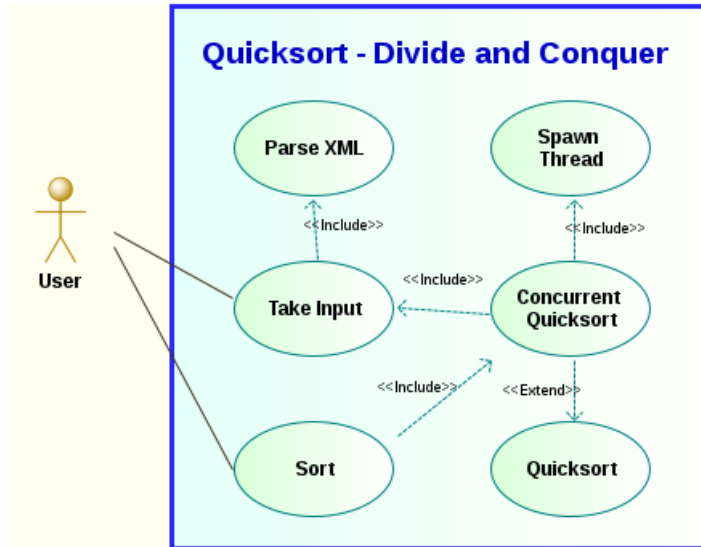 Quicksort - Divide and Conquer
Parse XML
Spawn
Thread
<<Include>>
<<Include>>
User
Take Input
<<Include>>
Concurrent
Quicksort
<<Include>>
<<Extend>>
Sort
Quicksort